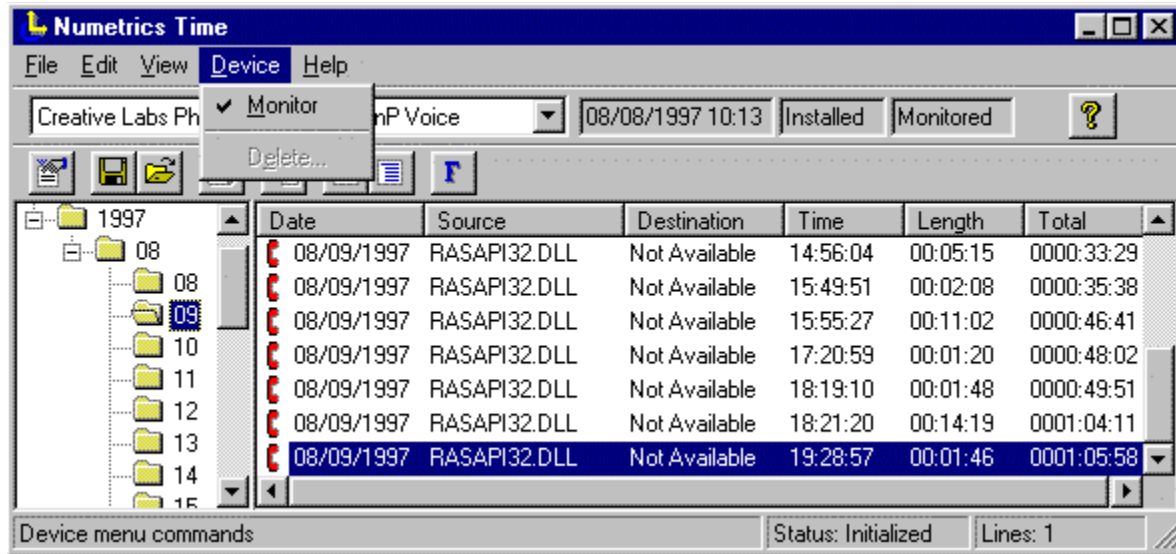 Numetrics Time
File Edit View Device Help
Creative Labs Ph nP Voice 08/08/1997 10:13 Installed Monitored ?
Monitor
Delete...
F
1997
08
08
09
10
11
12
13
14
15
Date Source Destination Time Length Total
08/09/1997 RASAPI32.DLL Not Available 14:56:04 00:05:15 0000:33:29
08/09/1997 RASAPI32.DLL Not Available 15:49:51 00:02:08 0000:35:38
08/09/1997 RASAPI32.DLL Not Available 15:55:27 00:11:02 0000:46:41
08/09/1997 RASAPI32.DLL Not Available 17:20:59 00:01:20 0000:48:02
08/09/1997 RASAPI32.DLL Not Available 18:19:10 00:01:48 0000:49:51
08/09/1997 RASAPI32.DLL Not Available 18:21:20 00:14:19 0001:04:11
08/09/1997 RASAPI32.DLL Not Available 19:28:57 00:01:46 0001:05:58
Device menu commands Status: Initialized Lines: 1